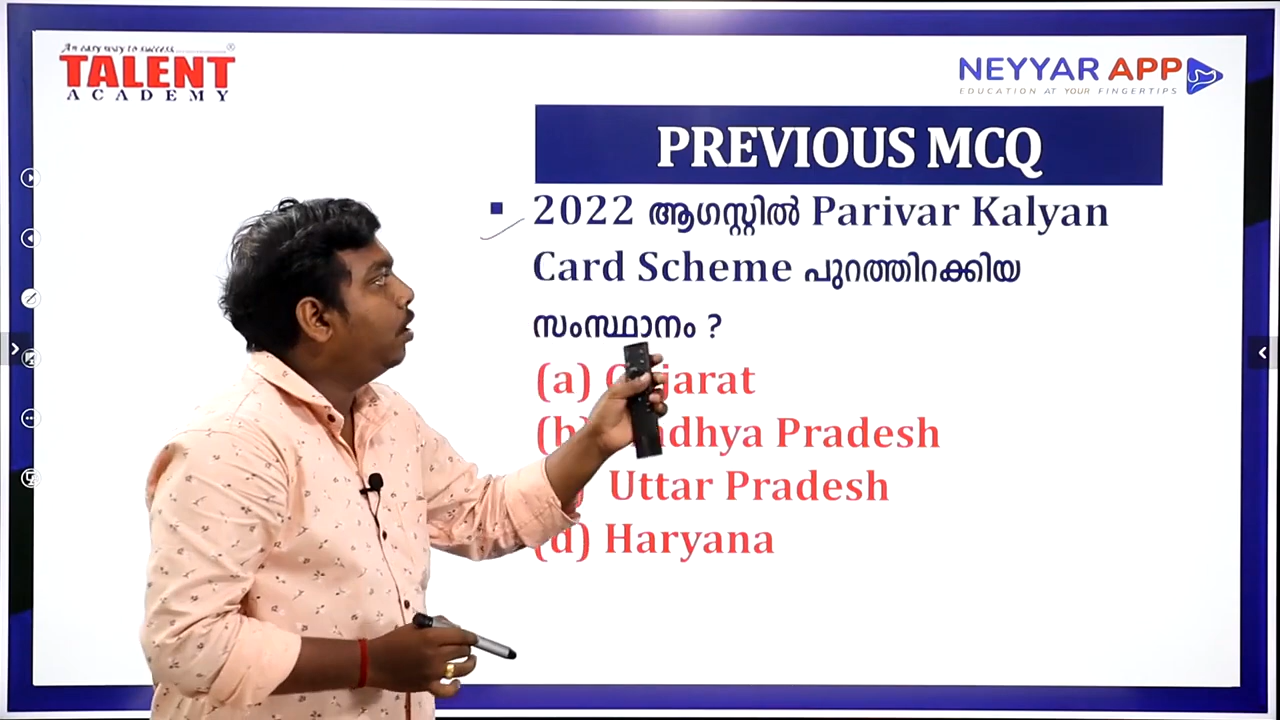 An easy way to success......
TALENT
ACADEMY
NEYYAR APP
EDUCATION AT YOUR FINGERTIPS
PREVIOUS MCQ
2022 ആഗസ്റ്റിൽ Parivar Kalyan
Card Scheme പുറത്തിറക്കിയ
സംസ്ഥാനം ?
(a)
Pradesh
Uttar Pradesh
(d) Haryana